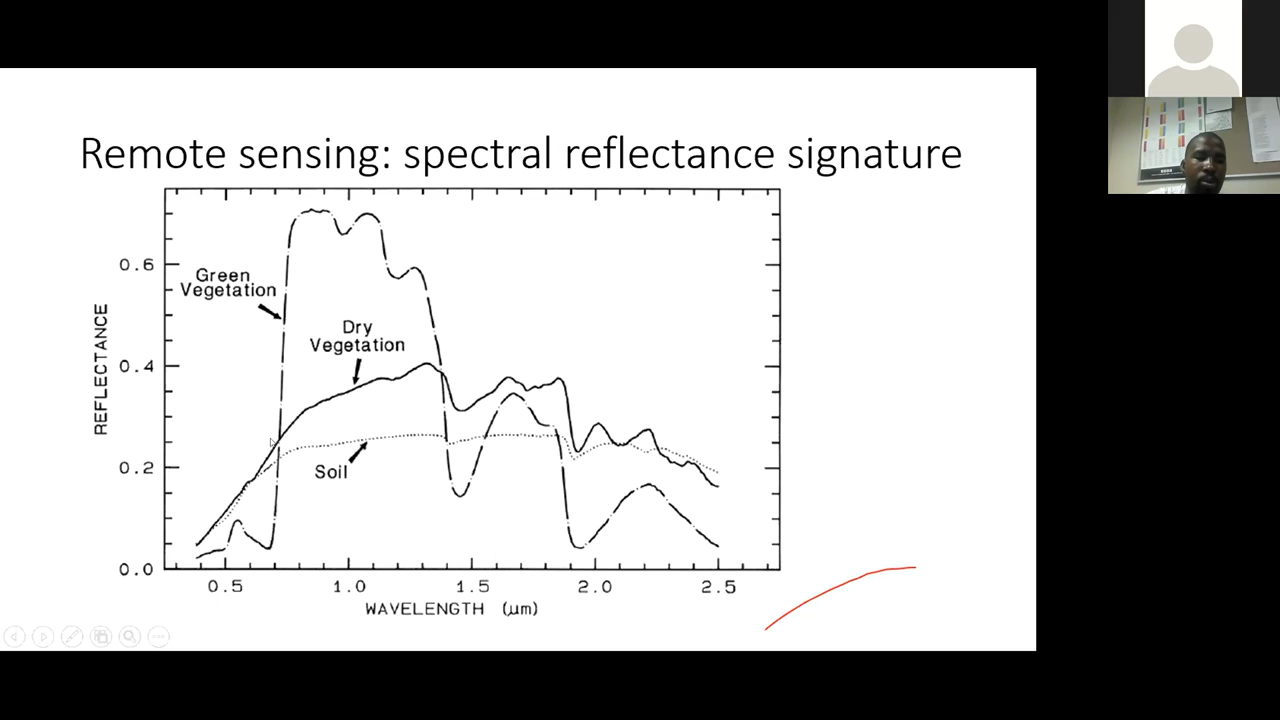 Remote sensing: spectral reflectance signature
REFLECTANCE
0.6
0.4
0.2
0.0
Green
Vegetation
Dry
Vegetation
Soil
0.5 1.0 1.5 2.0 2.5
WAVELENGTH (μm)